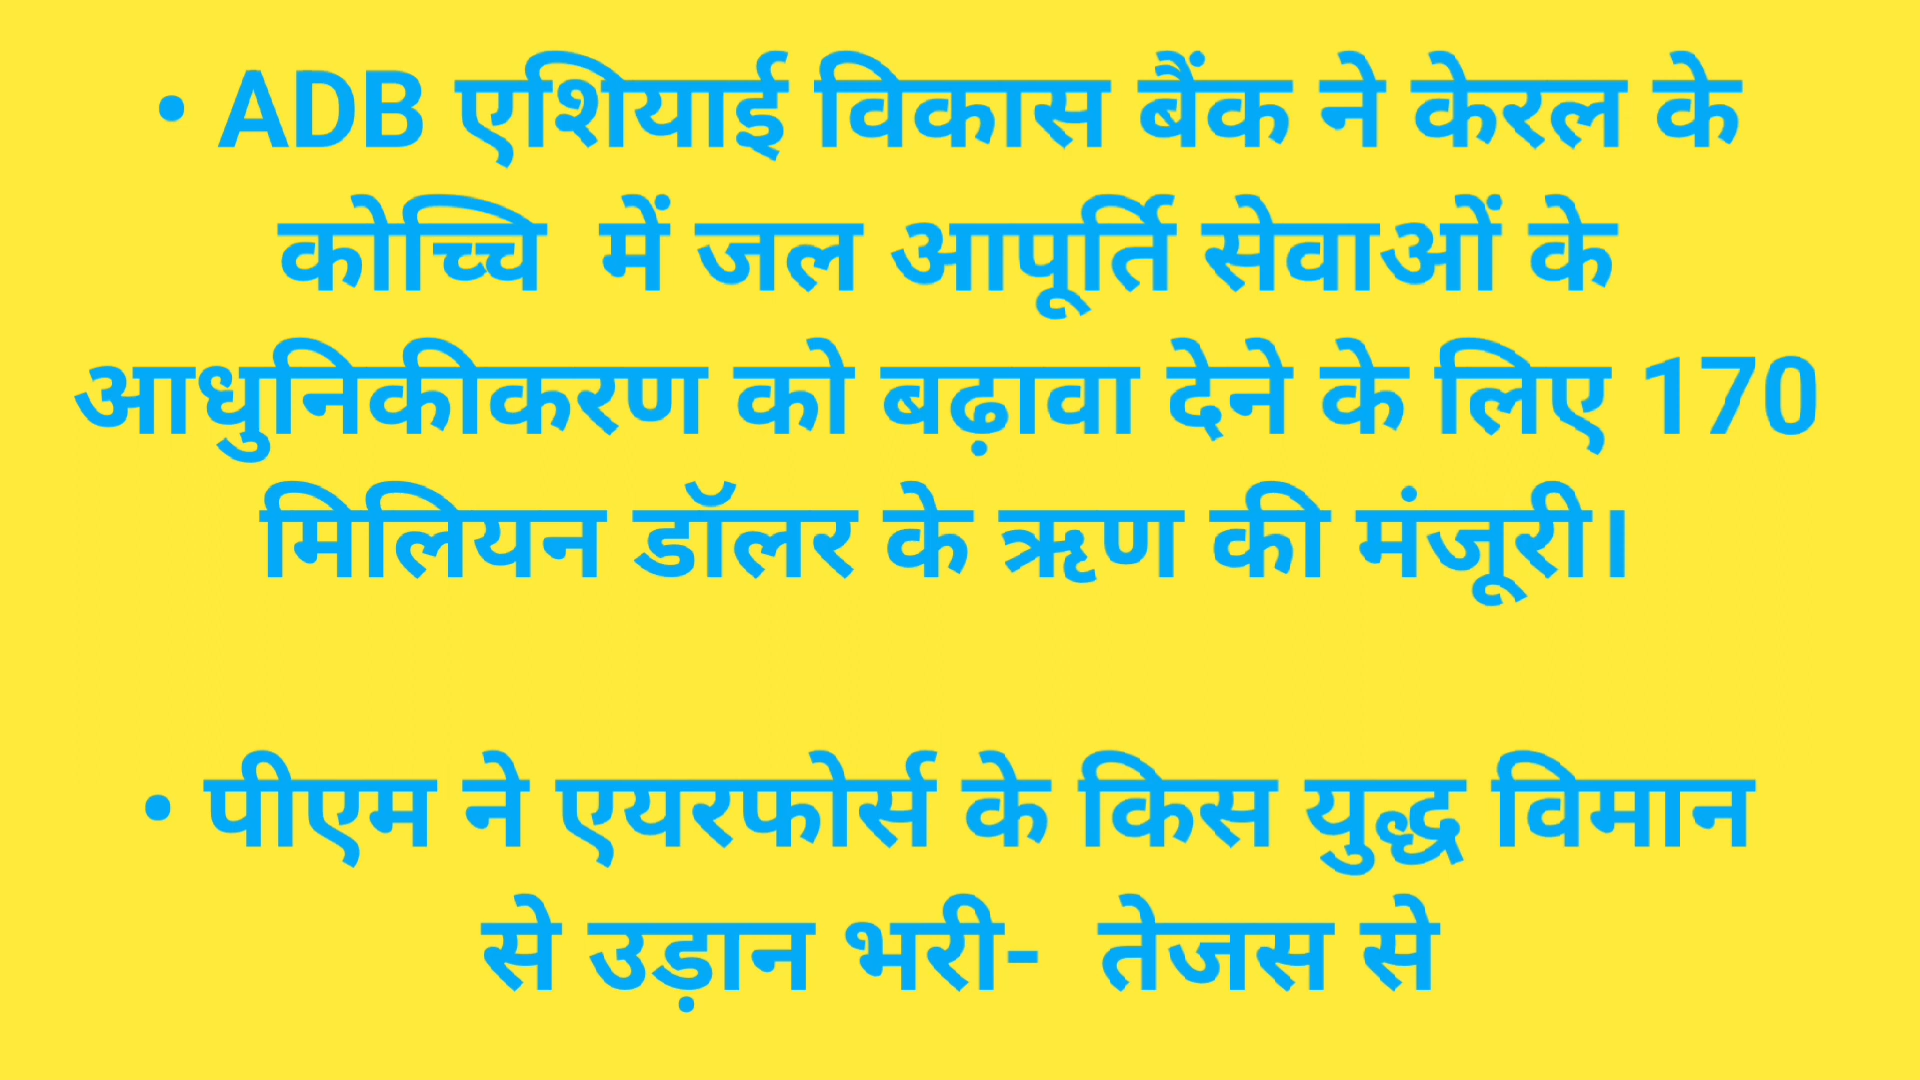 • ADB एशियाई विकास बैंक ने केरल के
कोच्चि में जल आपूर्ति सेवाओं के
आधुनिकीकरण को बढ़ावा देने के लिए 170
मिलियन डॉलर के ऋण की मंजूरी।
• पीएम ने एयरफोर्स के किस युद्ध विमान
से उड़ान भरी- तेजस से